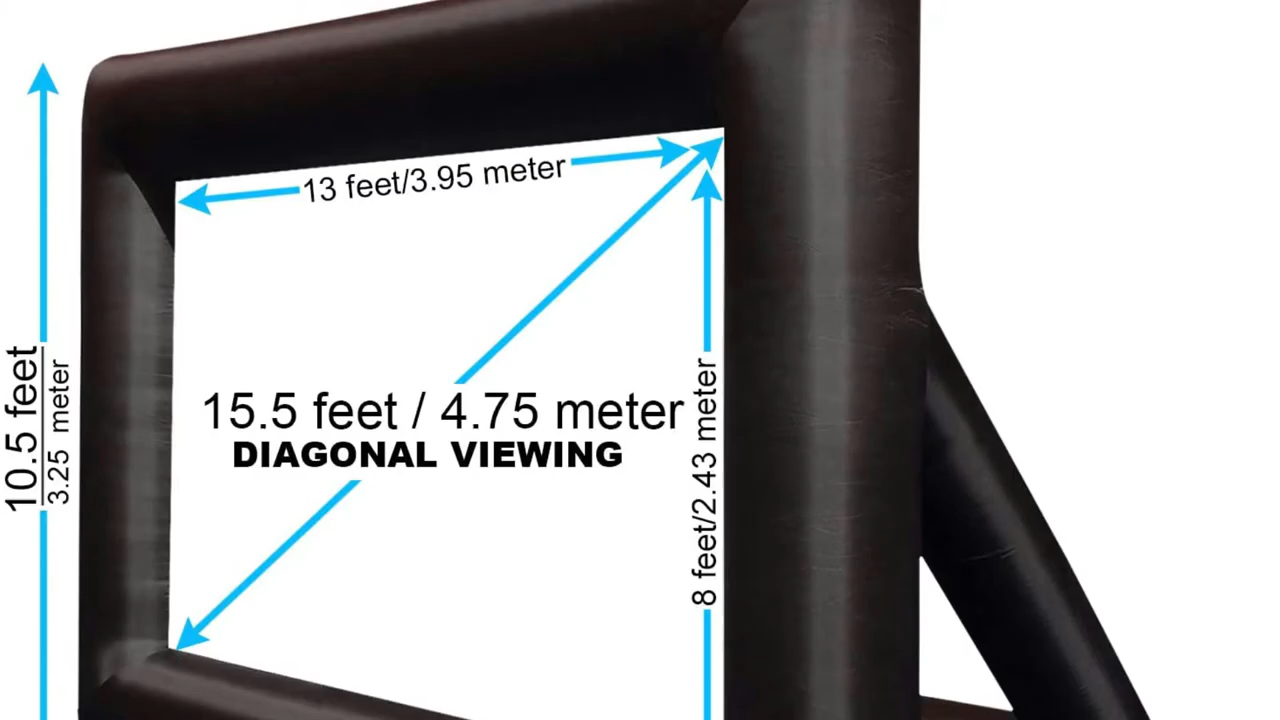 13 feet/3.95 meter
15.5 feet / 4.75 meter
DIAGONAL VIEWING
8 feet/2.43 meter
10.5 feet
3.25 meter